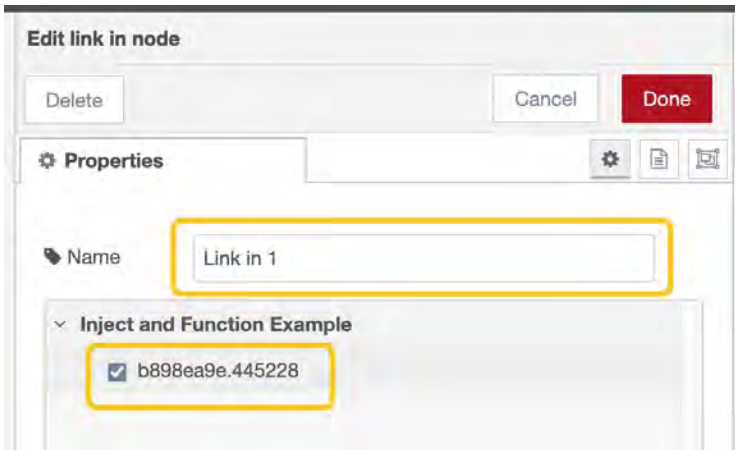 Edit link in node
Delete
Cancel
Done
Properties
Name
Link in 1
Inject and Function Example
b898ea9e.445228